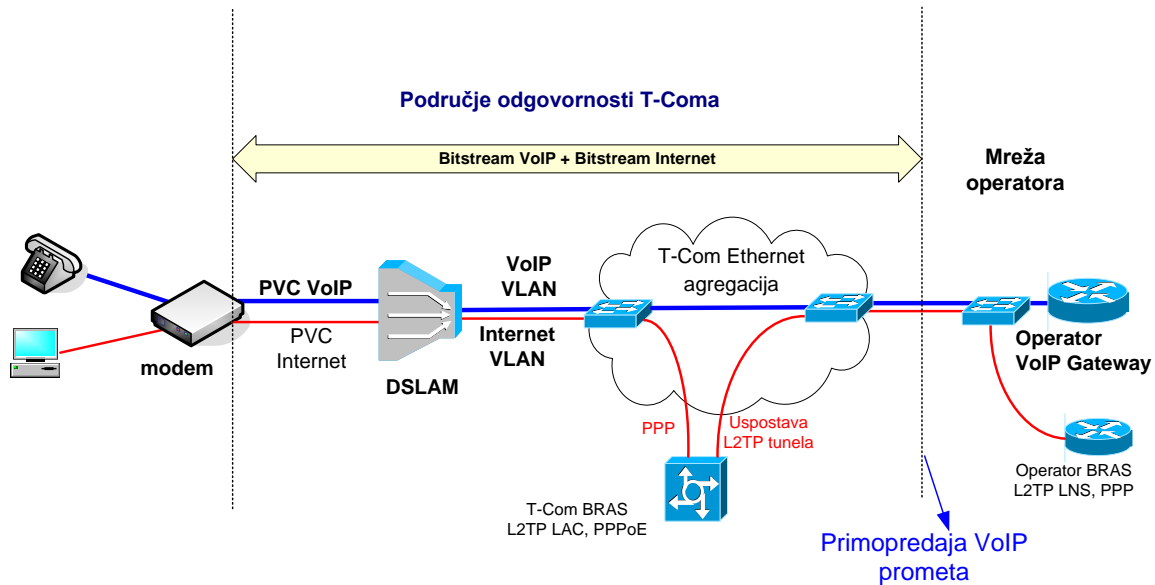 Područje odgovornosti T-Coma
Bitstream VoIP + Bitstream Internet
Mreža
operatora
T-Com Ethernet
agregacija
VoIP
VLAN
PVC VoIP
PVC
Internet
Internet
VLAN
modem
DSLAM
Operator
VoIP Gateway
PPP
Uspostava
L2TP tunela
T-Com BRAS
L2TP LAC, PPPoE
Operator BRAS
L2TP LNS, PPP
Primopredaja VoIP
prometa